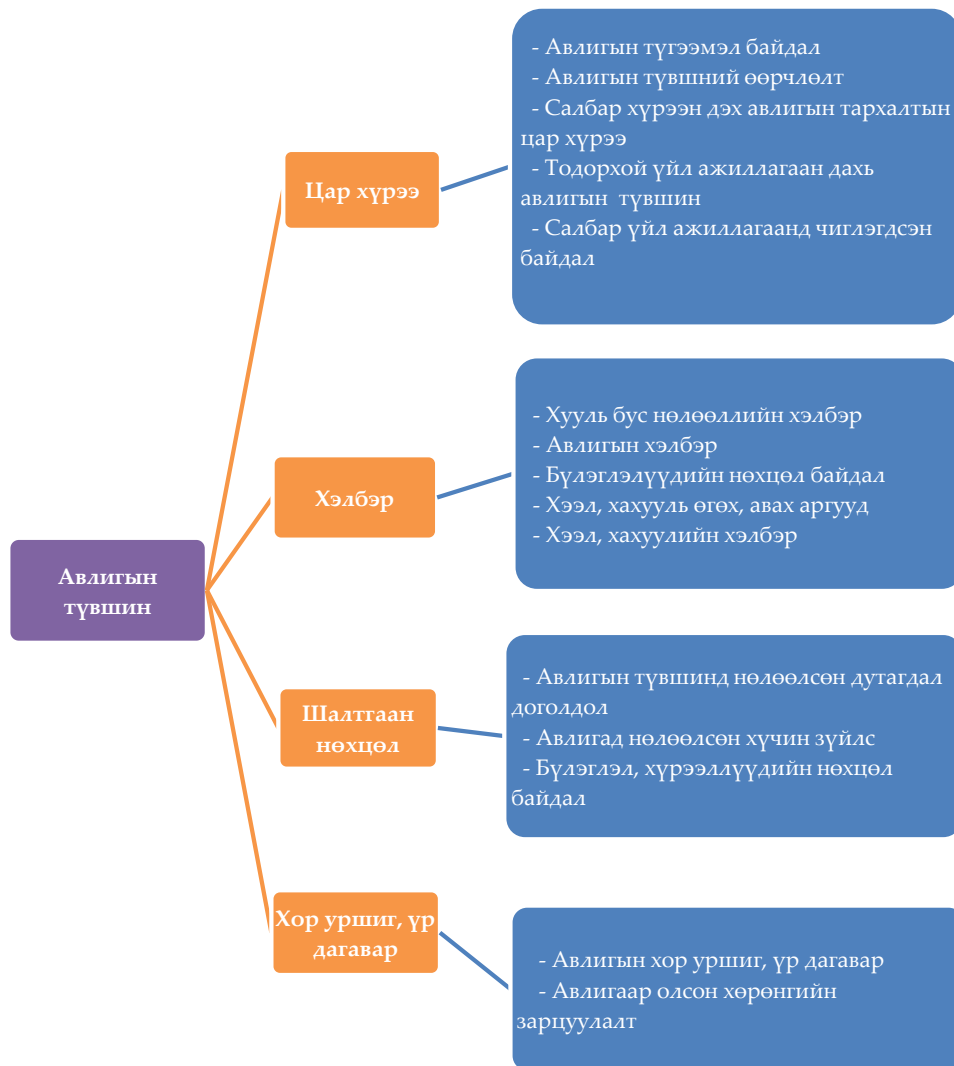 Авлигын
түвшин
Цар хүрээ
- Авлигын түгээмэл байдал
- Авлигын түвшний өөрчлөлт
- Салбар хүрээн дэх авлигын тархалтын
цар хүрээ
- Тодорхой үйл ажиллагаан дахь
авлигын түвшин
- Салбар үйл ажиллагаанд чиглэгдсэн
байдал
Хэлбэр
- Хууль бус нөлөөллийн хэлбэр
- Авлигын хэлбэр
- Бүлэглэлүүдийн нөхцөл байдал
- Хээл, хахууль өгөх, авах аргууд
- Хээл, хахуулийн хэлбэр
Шалтгаан
нөхцөл
- Авлигын түвшинд нөлөөлсөн дутагдал
доголдол
- Авлигад нөлөөлсөн хүчин зүйлс
- Бүлэглэл, хүрээллүүдийн нөхцөл
байдал
Хор уршиг, үр
дагавар
- Авлигын хор уршиг, үр дагавар
- Авлигаар олсон хөрөнгийн
зарцуулалт